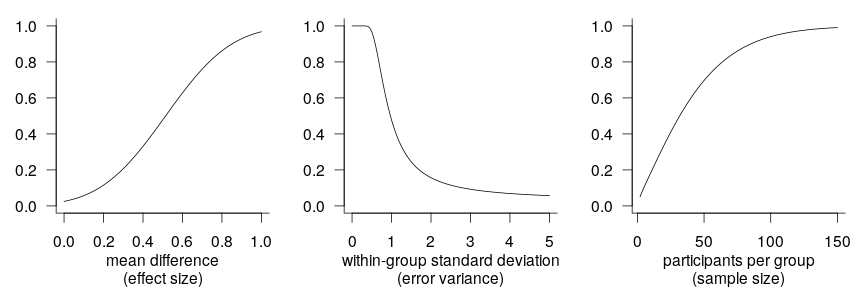 1.0
0.8
0.6
0.4
0.2
0.0
0.0 0.2 0.4 0.6 0.8 1.0
mean difference
(effect size)
1.0
0.8
0.6
0.4
0.2
0.0
0 1 2 3 4 5
within-group standard deviation
(error variance)
1.0
0.8
0.6
0.4
0.2
0.0
0 50 100 150
participants per group
(sample size)